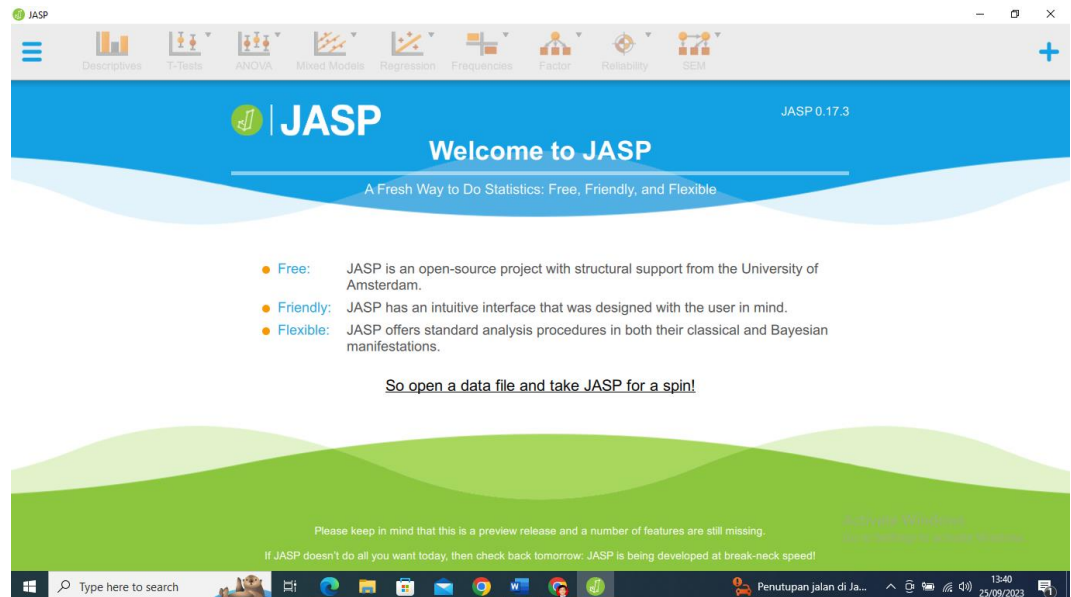 JASP
Descriptives T-Tests ANOVA Mixed Models Regression Frequencies Factor Reliability SEM
JASP
JASP 0.17.3
Welcome to JASP
A Fresh Way to Do Statistics: Free, Friendly, and Flexible
Free: JASP is an open-source project with structural support from the University of
Amsterdam.
Friendly: JASP has an intuitive interface that was designed with the user in mind.
Flexible: JASP offers standard analysis procedures in both their classical and Bayesian
manifestations.
So open a data file and take JASP for a spin!
Please keep in mind that this is a preview release and a number of features are still missing.
If JASP doesn't do all you want today, then check back tomorrow: JASP is being developed at break-neck speed!
Type here to search
Penutupan jalan di Ja...
13:40
25/09/2023